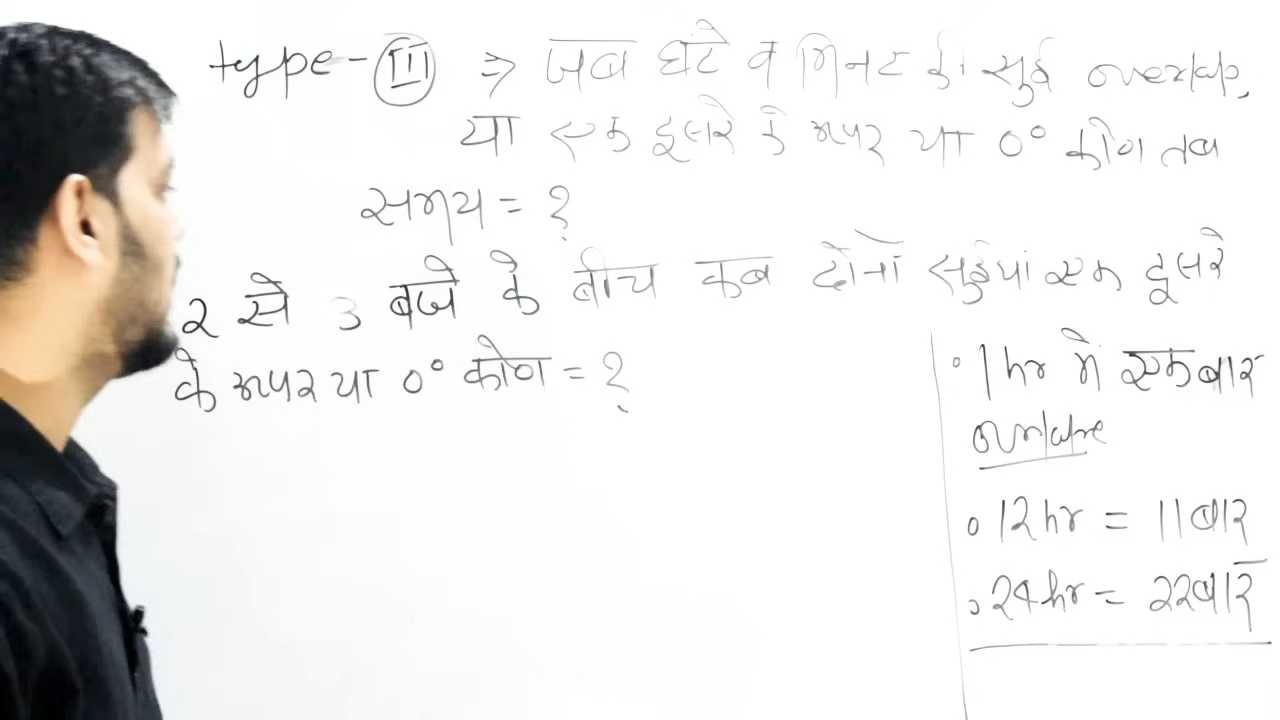 type-III ⇒ जब घंटे व मिनट की सुई overlap,
या एक दूसरे के ऊपर या 0° कोण तब
समय = ?
2 से 3 बजे के बीच कब दोनों सुईयां एक दूसरे
के ऊपर या 0° कोण = ?
1 hr में एक बार
12 hr = 11 बार
24 hr = 22 बार